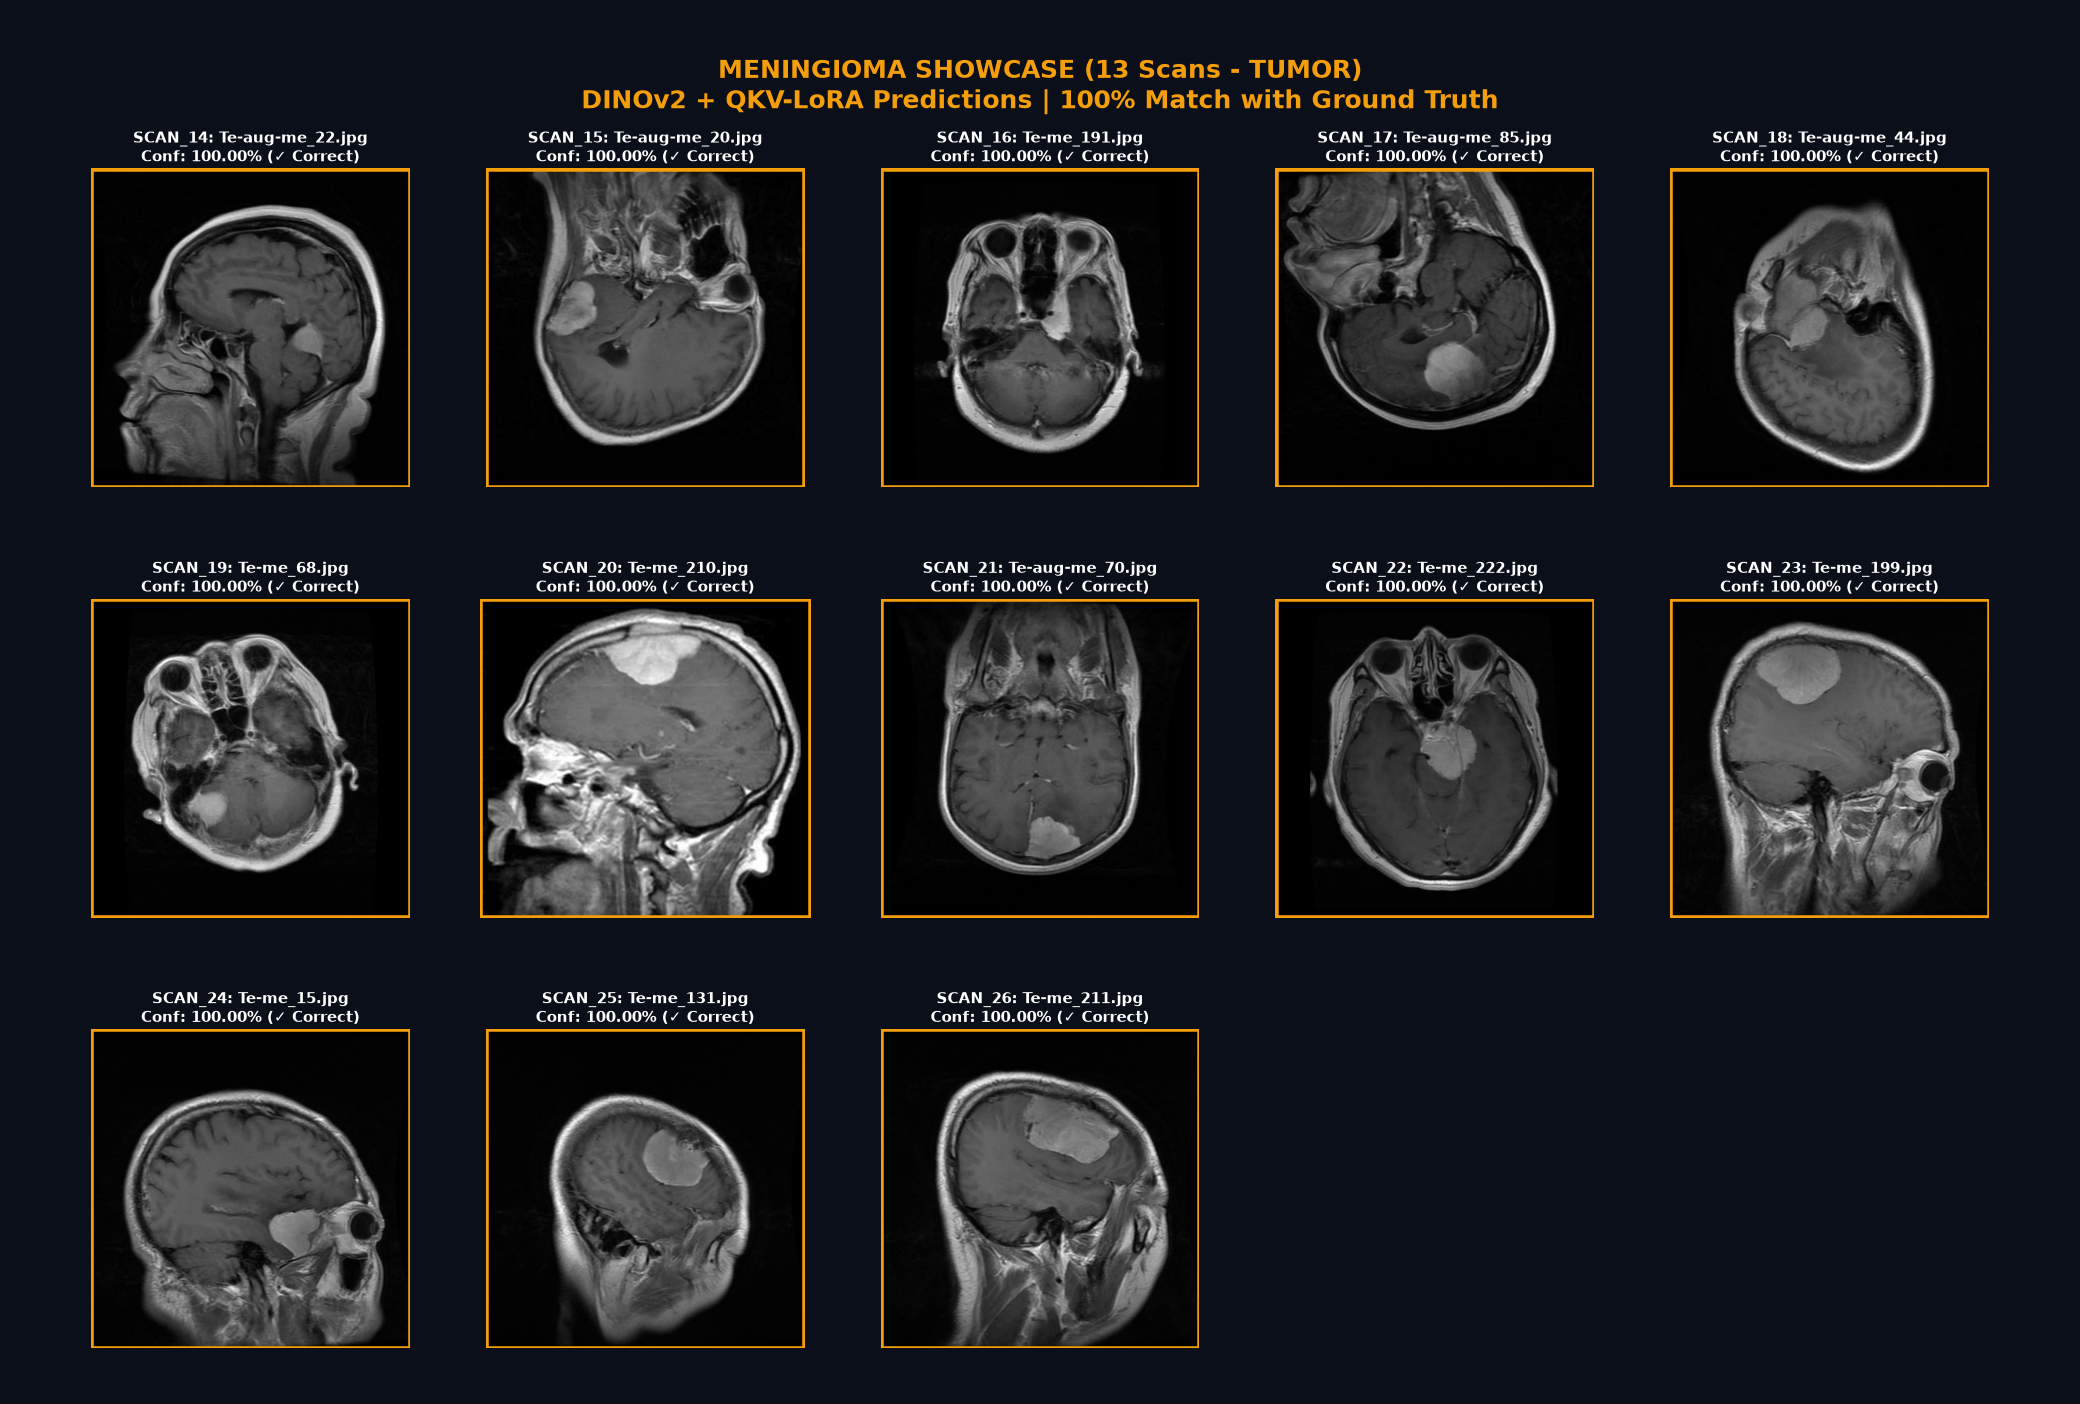 MENINGIOMA SHOWCASE (13 Scans - TUMOR)
DINOv2 + QKV-LoRA Predictions | 100% Match with Ground Truth
SCAN_14: Te-aug-me_22.jpg
Conf: 100.00% (✓ Correct)
SCAN_15: Te-aug-me_20.jpg
Conf: 100.00% (✓ Correct)
SCAN_16: Te-me_191.jpg
Conf: 100.00% (✓ Correct)
SCAN_17: Te-aug-me_85.jpg
Conf: 100.00% (✓ Correct)
SCAN_18: Te-aug-me_44.jpg
Conf: 100.00% (✓ Correct)
SCAN_19: Te-me_68.jpg
Conf: 100.00% (✓ Correct)
SCAN_20: Te-me_210.jpg
Conf: 100.00% (✓ Correct)
SCAN_21: Te-aug-me_70.jpg
Conf: 100.00% (✓ Correct)
SCAN_22: Te-me_222.jpg
Conf: 100.00% (✓ Correct)
SCAN_23: Te-me_199.jpg
Conf: 100.00% (✓ Correct)
SCAN_24: Te-me_15.jpg
Conf: 100.00% (✓ Correct)
SCAN_25: Te-me_131.jpg
Conf: 100.00% (✓ Correct)
SCAN_26: Te-me_211.jpg
Conf: 100.00% (✓ Correct)